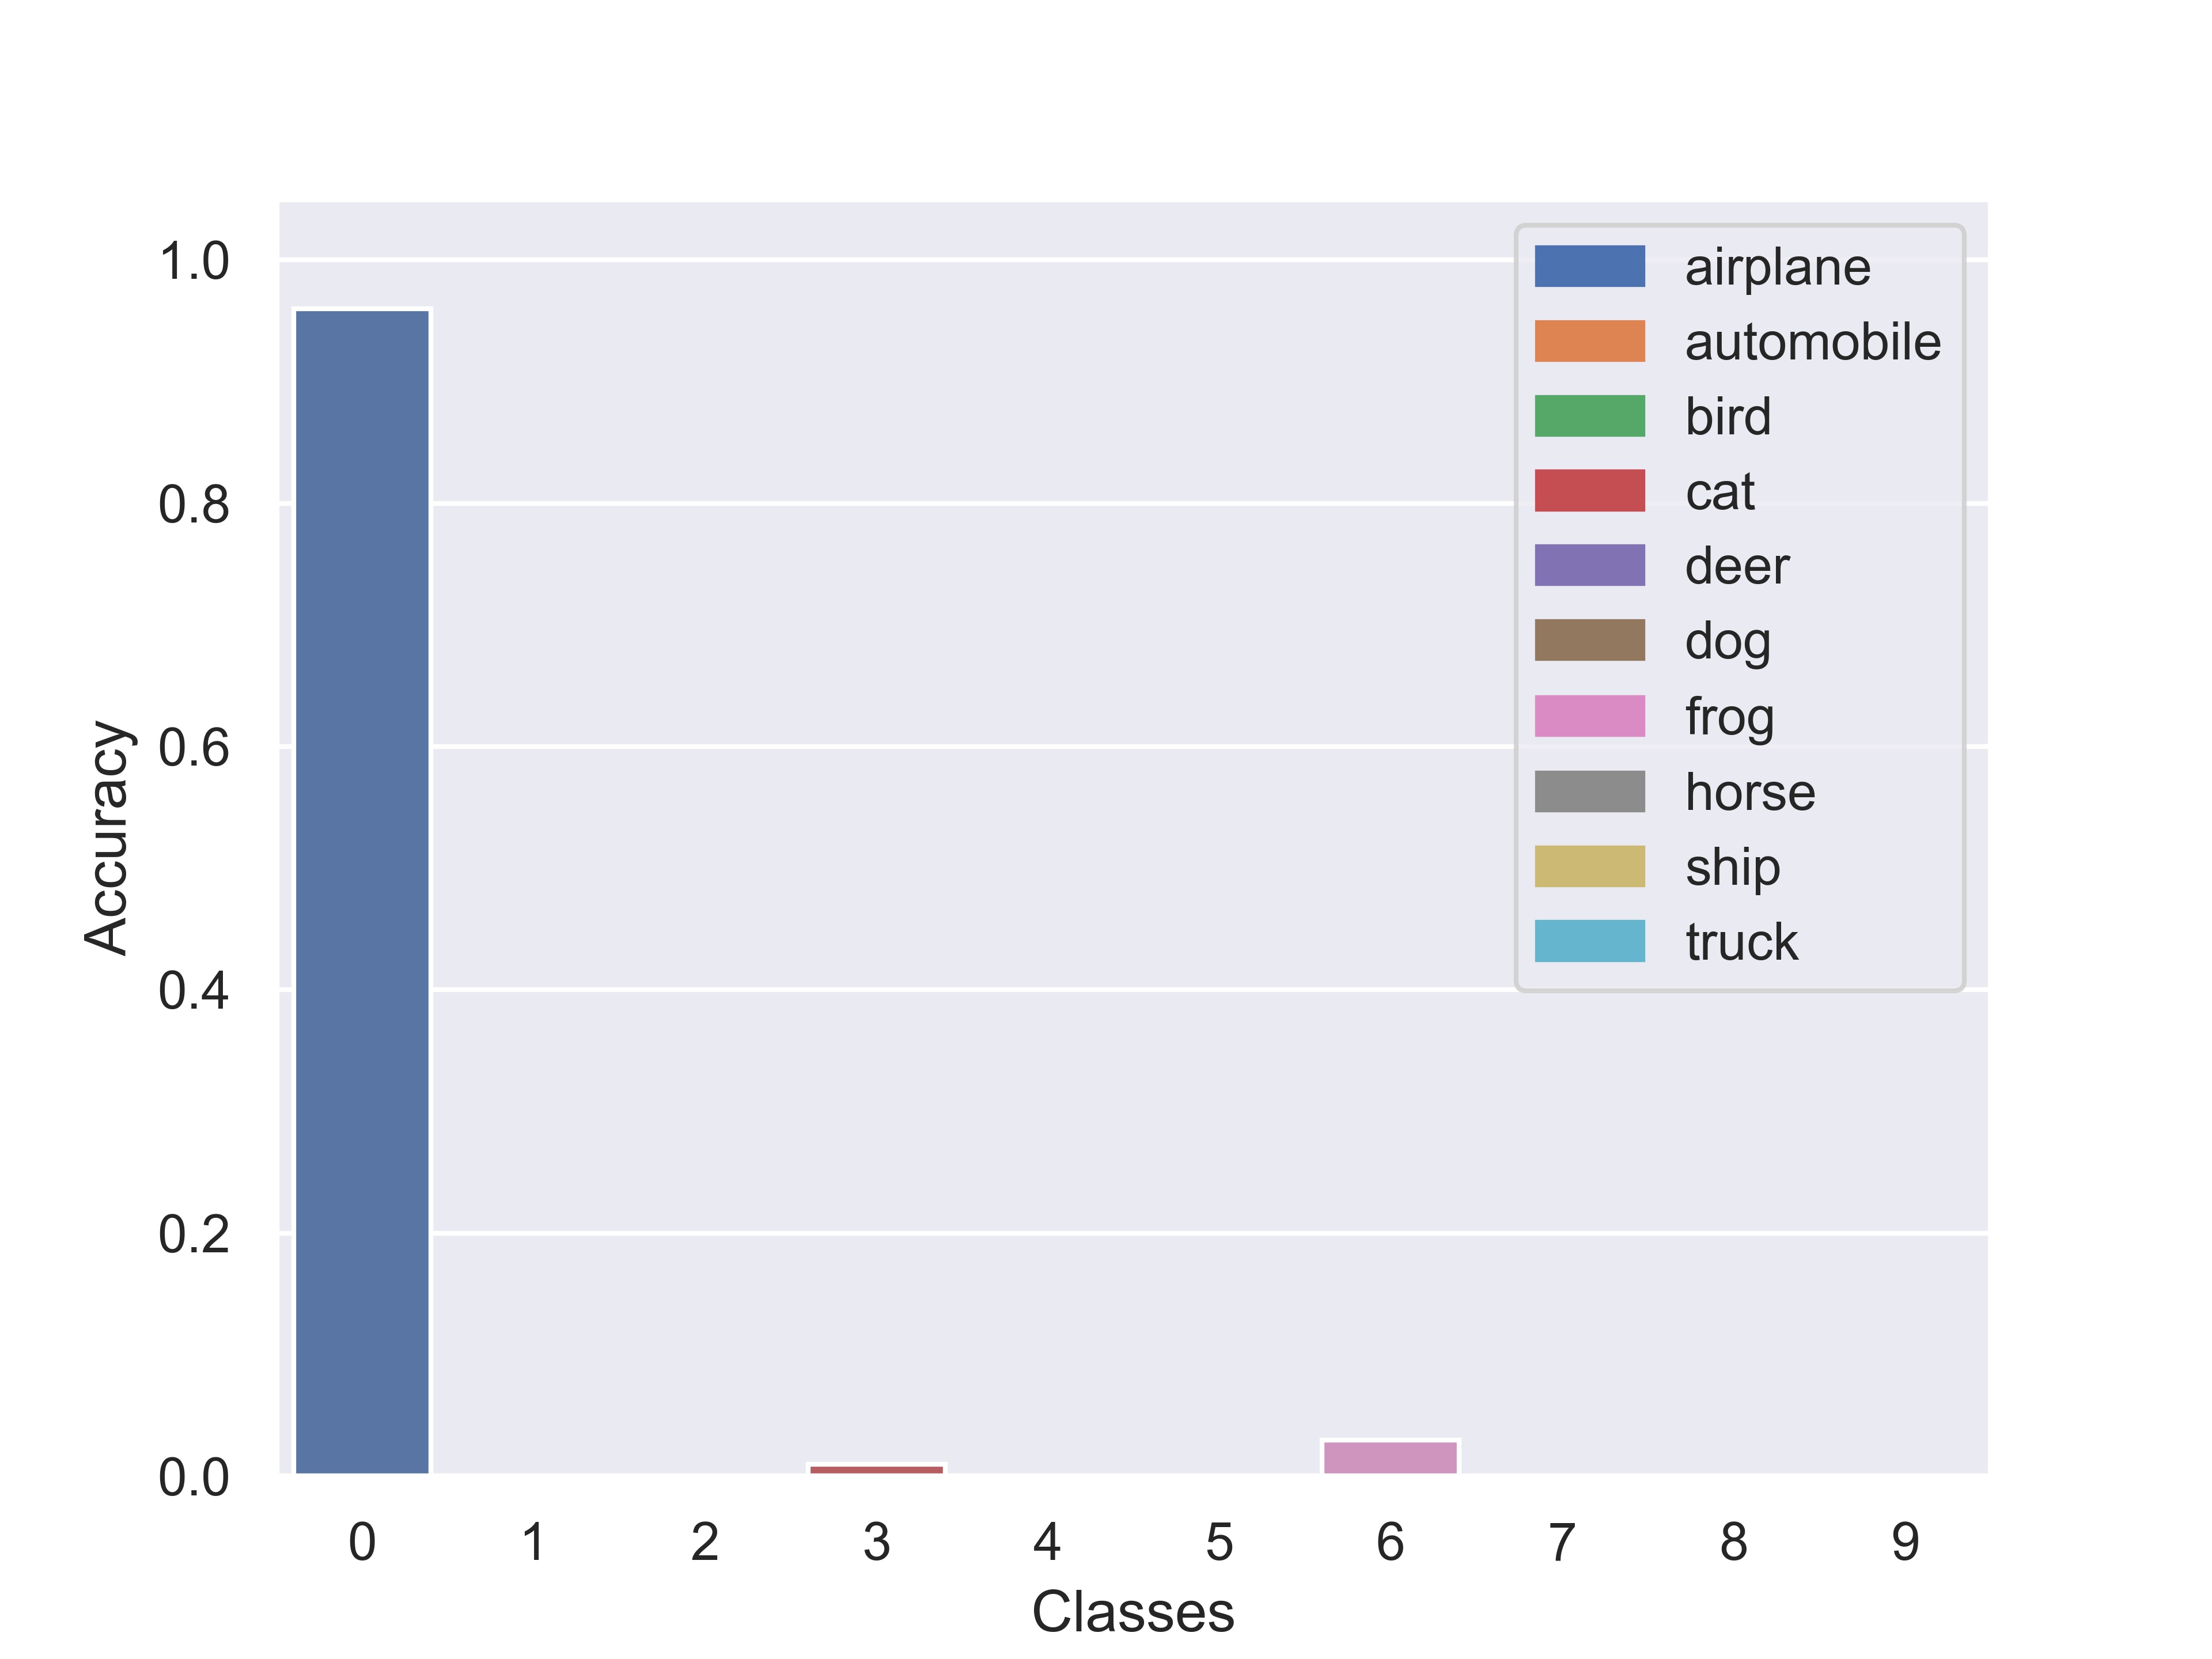 1.0
0.8
0.6
0.4
0.2
0.0
Accuracy
airplane
automobile
bird
cat
deer
dog
frog
horse
ship
truck
0 1 2 3 4 5 6 7 8 9
Classes